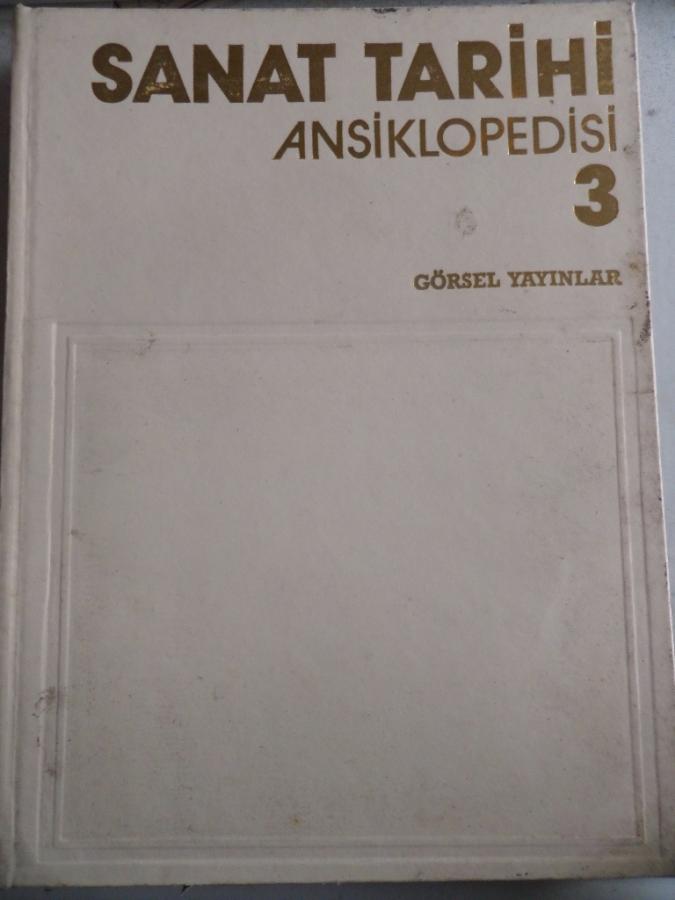 SANAT TARİHİ
ANSİKLOPEDİSİ
3
GÖRSEL YAYINLAR